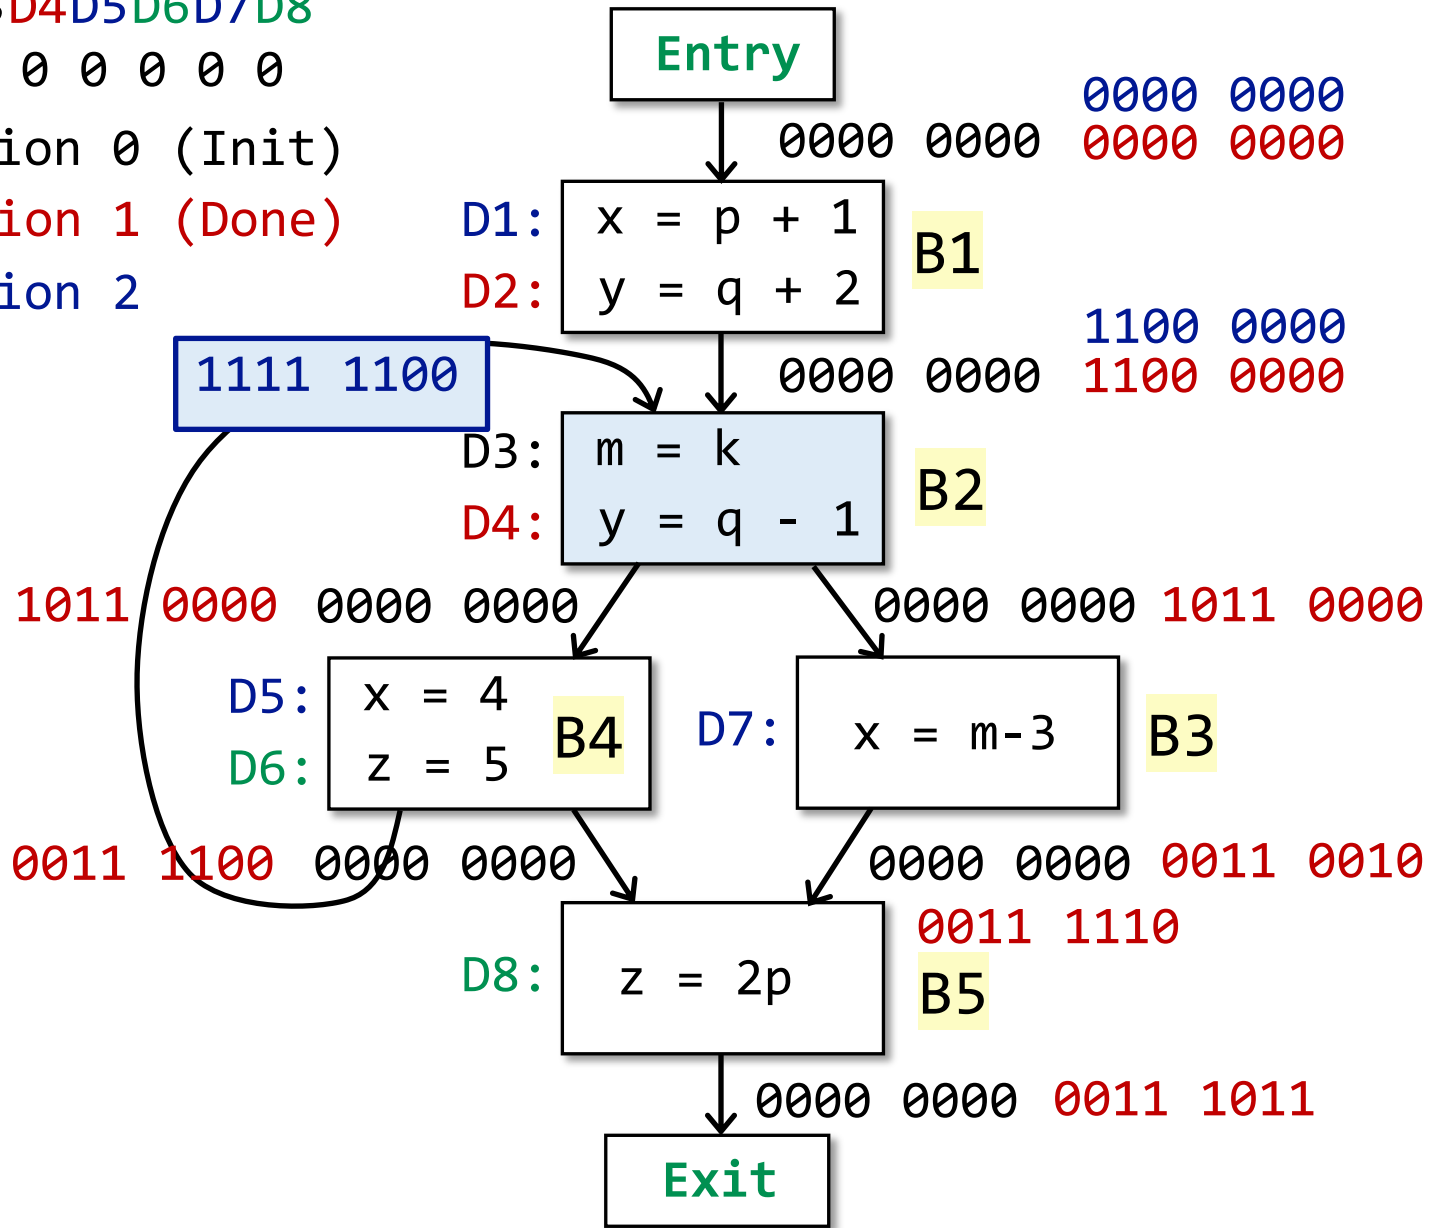 D4D5D6D7D8
0 0 0 0 0
ion 0 (Init)
ion 1 (Done)
ion 2
Entry
0000 0000
0000 0000 0000 0000
D1: x = p + 1
D2: y = q + 2
B1
1100 0000
0000 0000 1100 0000
1111 1100
D3: m = k
D4: y = q - 1
B2
1011 0000 0000 0000
0000 0000 1011 0000
D5: x = 4
D6: z = 5
B4
D7: x = m-3
B3
0011 1100 0000 0000
0000 0000 0011 0010
0011 1110
D8: z = 2p
B5
0000 0000 0011 1011
Exit